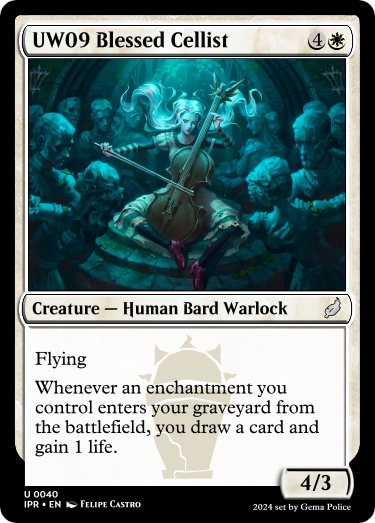 UW09 Blessed Cellist 4
Creature — Human Bard Warlock
Flying
Whenever an enchantment you
control enters your graveyard from
the battlefield, you draw a card and
gain 1 life.
4/3
U 0040
IPR • EN Felipe Castro
2024 set by Gema Police